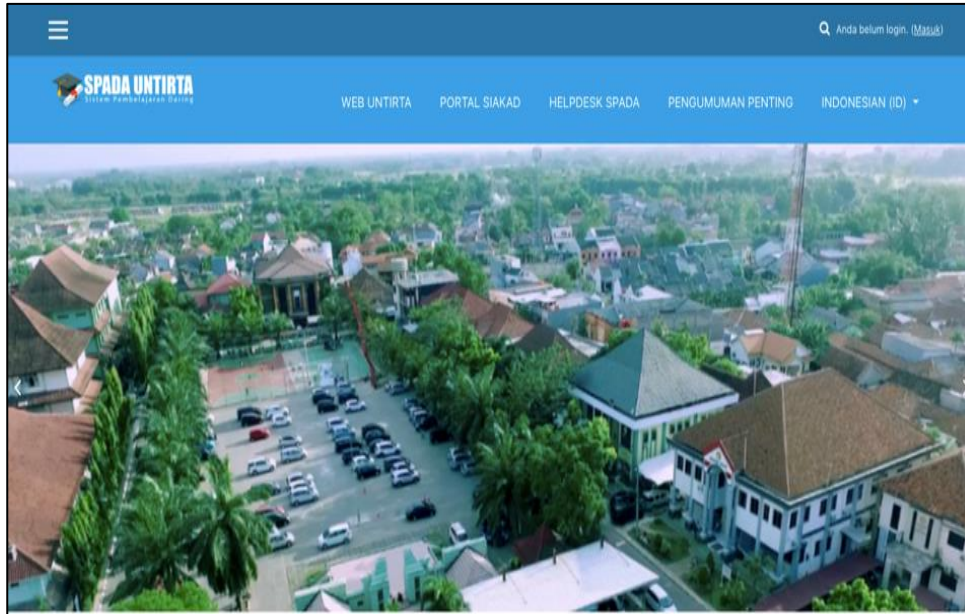 Anda belum login. (Masuk)
SPADA UNTIRTA
Sistem Pembelajaran Daring
WEB UNTIRTA
PORTAL SIAKAD
HELPDESK SPADA
PENGUMUMAN PENTING
INDONESIAN (ID)